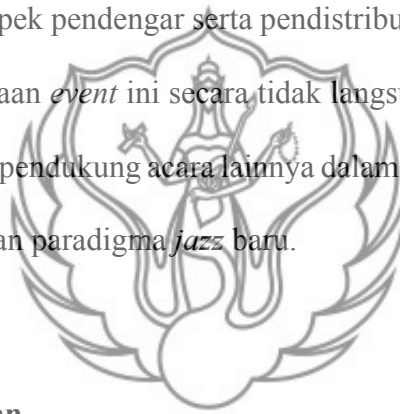 pek pendengar serta pendistribu
aan event ini secara tidak langsu
pendukung acara lainnya dalam
an paradigma jazz baru.
an